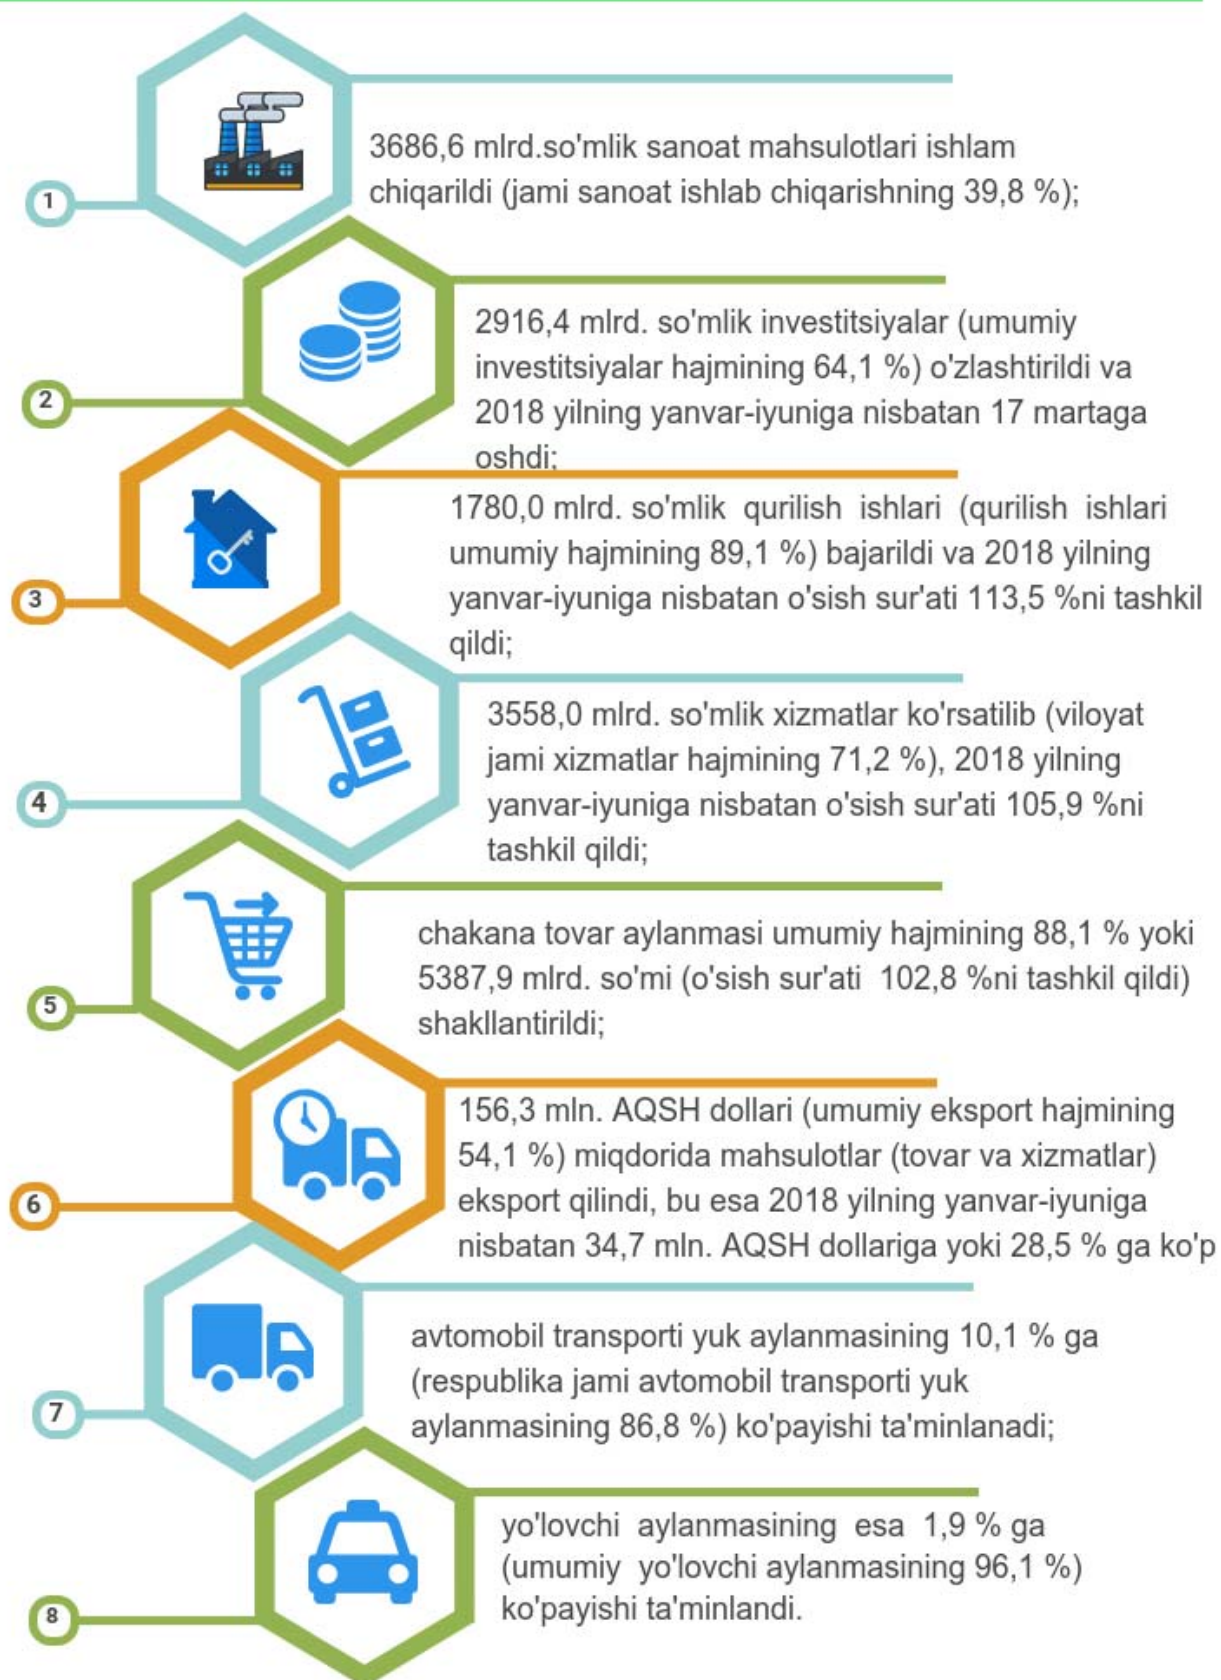 1
3686,6 mlrd.so'mlik sanoat mahsulotlari ishlam
chiqarildi (jami sanoat ishlab chiqarishning 39,8 %);
2
2916,4 mlrd. so'mlik investitsiyalar (umumiy
investitsiyalar hajmining 64,1 %) o'zlashtirildi va
2018 yilning yanvar-iyuniga nisbatan 17 martaga
oshdi;
3
1780,0 mlrd. so'mlik qurilish ishlari (qurilish ishlari
umumiy hajmining 89,1 %) bajarildi va 2018 yilning
yanvar-iyuniga nisbatan o'sish sur'ati 113,5 %ni tashkil
qildi;
4
3558,0 mlrd. so'mlik xizmatlar ko'rsatilib (viloyat
jami xizmatlar hajmining 71,2 %), 2018 yilning
yanvar-iyuniga nisbatan o'sish sur'ati 105,9 %ni
tashkil qildi;
5
chakana tovar aylanmasi umumiy hajmining 88,1 % yoki
5387,9 mlrd. so'mi (o'sish sur'ati 102,8 %ni tashkil qildi)
shakllantirildi;
6
156,3 mln. AQSH dollari (umumiy eksport hajmining
54,1 %) miqdorida mahsulotlar (tovar va xizmatlar)
eksport qilindi, bu esa 2018 yilning yanvar-iyuniga
nisbatan 34,7 mln. AQSH dollariga yoki 28,5 % ga ko'p
7
avtomobil transporti yuk aylanmasining 10,1 % ga
(respublika jami avtomobil transporti yuk
aylanmasining 86,8 %) ko'payishi ta'minlanadi;
8
yo'lovchi aylanmasining esa 1,9 % ga
(umumiy yo'lovchi aylanmasining 96,1 %)
ko'payishi ta'minlandi.